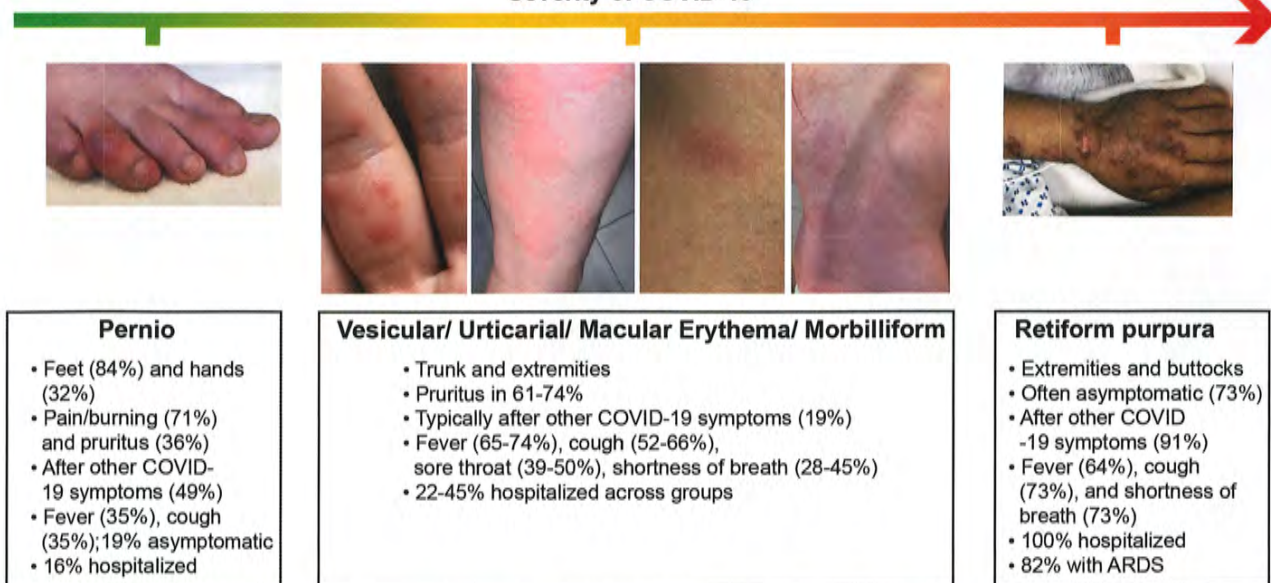 Severity of COVID-19
Pernio
• Feet (84%) and hands
(32%)
• Pain/burning (71%)
and pruritus (36%)
• After other COVID-
19 symptoms (49%)
• Fever (35%), cough
(35%);19% asymptomatic
• 16% hospitalized
Vesicular/ Urticarial/ Macular Erythema/ Morbilliform
• Trunk and extremities
• Pruritus in 61-74%
• Typically after other COVID-19 symptoms (19%)
• Fever (65-74%), cough (52-66%),
sore throat (39-50%), shortness of breath (28-45%)
• 22-45% hospitalized across groups
Retiform purpura
• Extremities and buttocks
• Often asymptomatic (73%)
• After other COVID
-19 symptoms (91%)
• Fever (64%), cough
(73%), and shortness of
breath (73%)
• 100% hospitalized
• 82% with ARDS